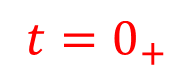 t = 0₊